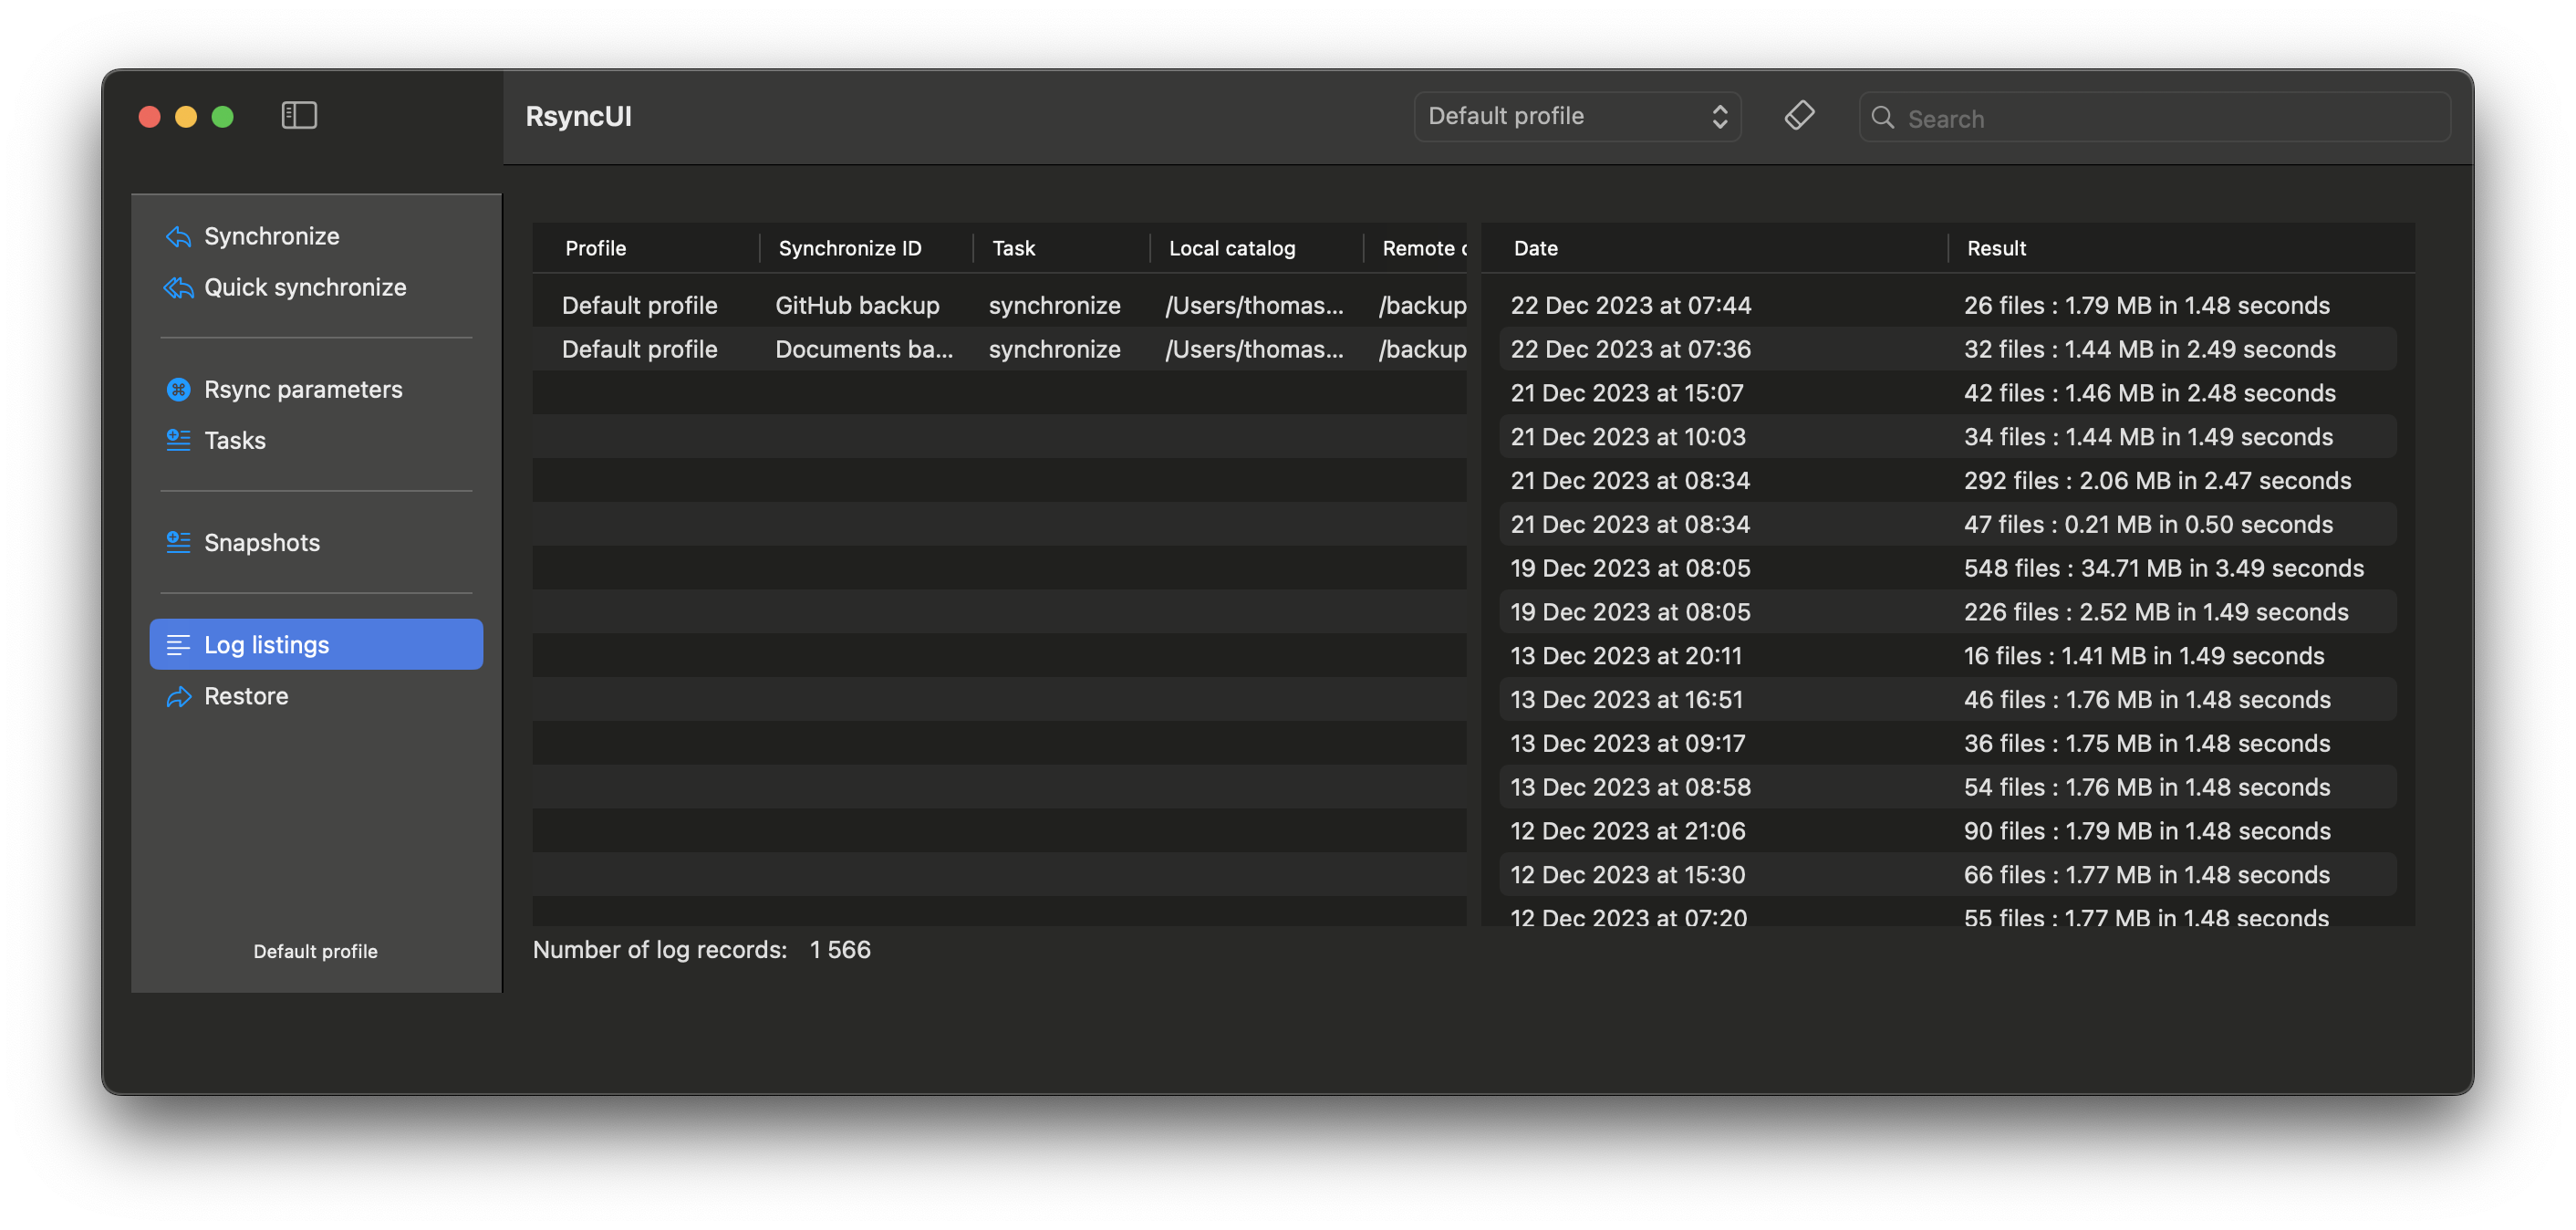 RsyncUI
Default profile
Search
Synchronize
Quick synchronize
Rsync parameters
Tasks
Snapshots
Log listings
Restore
Default profile
Profile Synchronize ID Task Local catalog Remote c
Default profile GitHub backup synchronize /Users/thomas... /backup
Default profile Documents ba... synchronize /Users/thomas... /backup
Number of log records: 1 566
Date Result
22 Dec 2023 at 07:44 26 files : 1.79 MB in 1.48 seconds
22 Dec 2023 at 07:36 32 files : 1.44 MB in 2.49 seconds
21 Dec 2023 at 15:07 42 files : 1.46 MB in 2.48 seconds
21 Dec 2023 at 10:03 34 files : 1.44 MB in 1.49 seconds
21 Dec 2023 at 08:34 292 files : 2.06 MB in 2.47 seconds
21 Dec 2023 at 08:34 47 files : 0.21 MB in 0.50 seconds
19 Dec 2023 at 08:05 548 files : 34.71 MB in 3.49 seconds
19 Dec 2023 at 08:05 226 files : 2.52 MB in 1.49 seconds
13 Dec 2023 at 20:11 16 files : 1.41 MB in 1.49 seconds
13 Dec 2023 at 16:51 46 files : 1.76 MB in 1.48 seconds
13 Dec 2023 at 09:17 36 files : 1.75 MB in 1.48 seconds
13 Dec 2023 at 08:58 54 files : 1.76 MB in 1.48 seconds
12 Dec 2023 at 21:06 90 files : 1.79 MB in 1.48 seconds
12 Dec 2023 at 15:30 66 files : 1.77 MB in 1.48 seconds
12 Dec 2023 at 07:20 55 files : 1.77 MB in 1.48 seconds